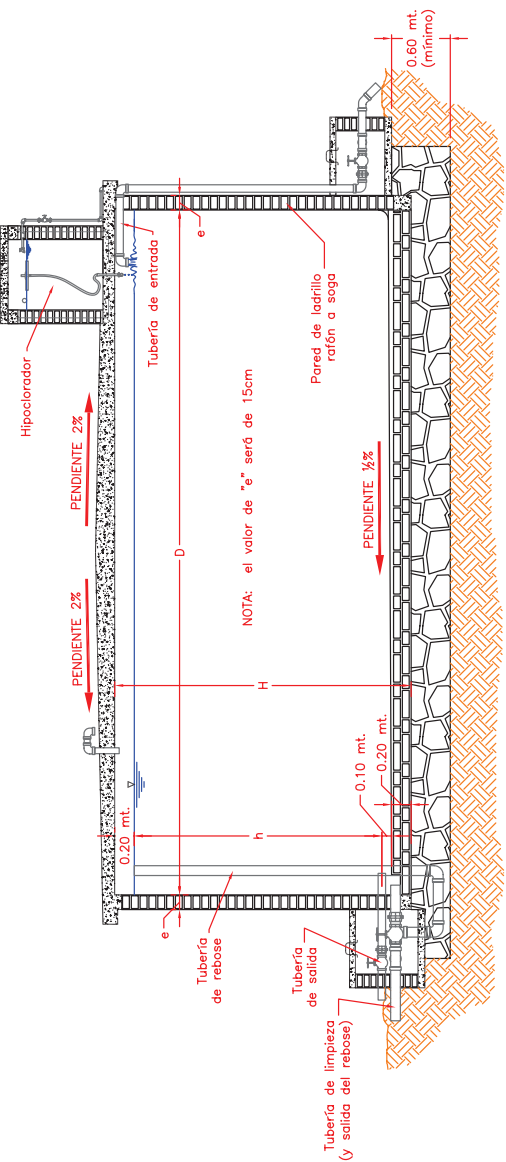 Hipoclorador
PENDIENTE 2%
PENDIENTE 2%
0.20 mt.
Tubería de entrada
e
D
e
H
h
NOTA: el valor de "e" será de 15cm
Pared de ladrillo
rafón a soga
PENDIENTE ½%
0.10 mt.
0.20 mt.
0.60 mt.
(mínimo)
Tubería
de rebose
Tubería
de salida
Tubería de limpieza
(y salida del rebose)